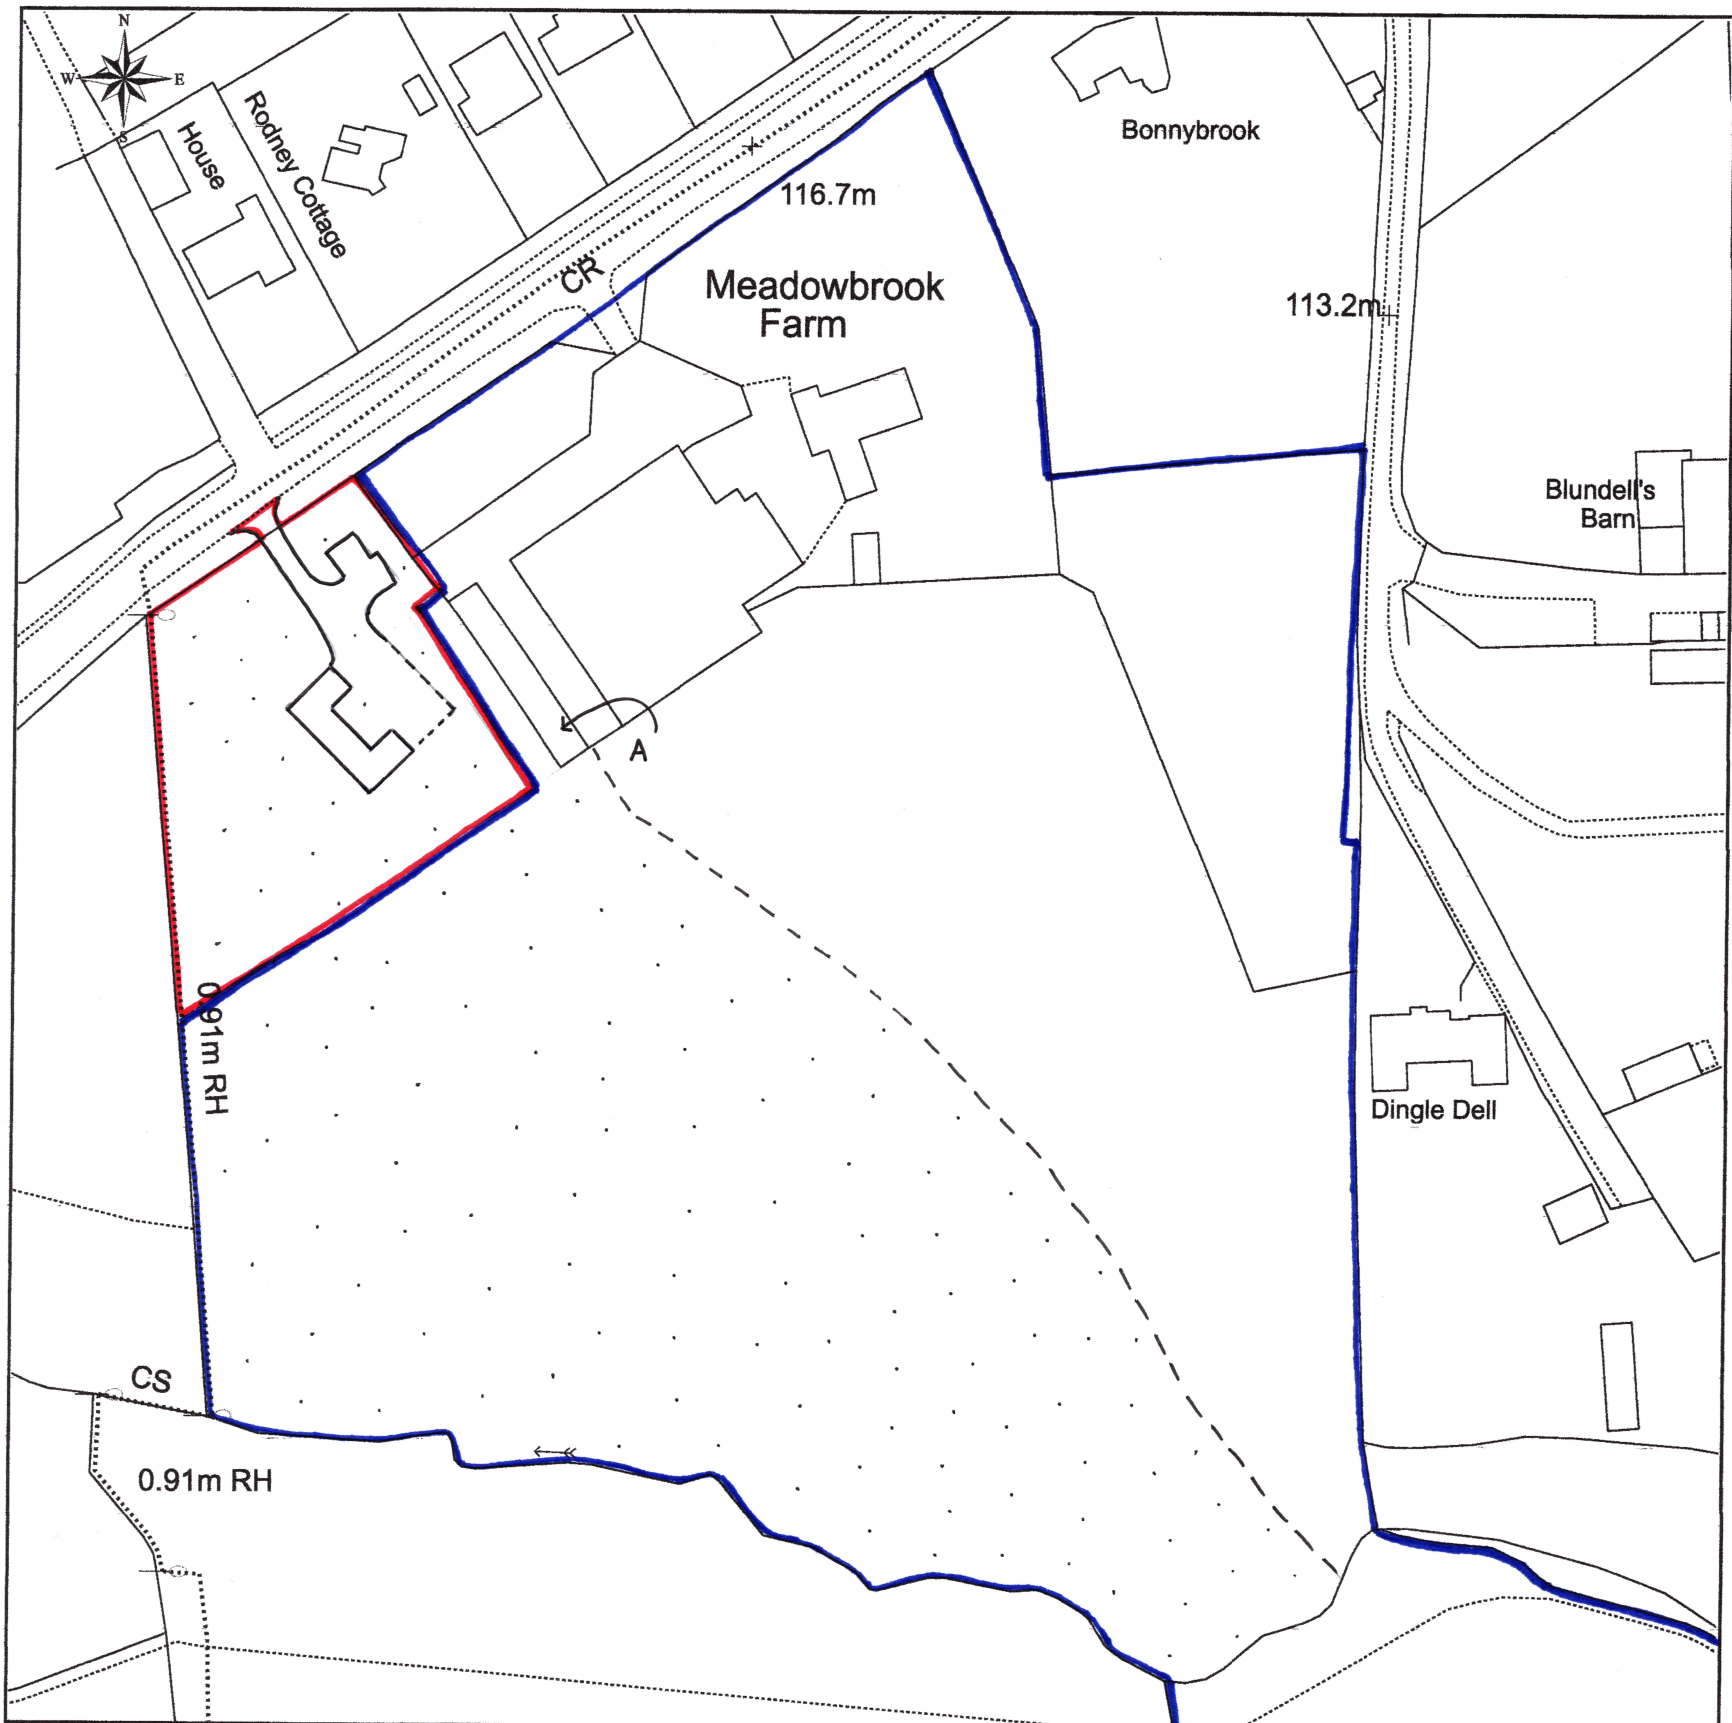 N
W E
S
House
Rodney Cottage
Bonnybrook
116.7m
CR
Meadowbrook
Farm
113.2m
Blundell's
Barn
A
0.91m RH
Dingle Dell
CS
0.91m RH